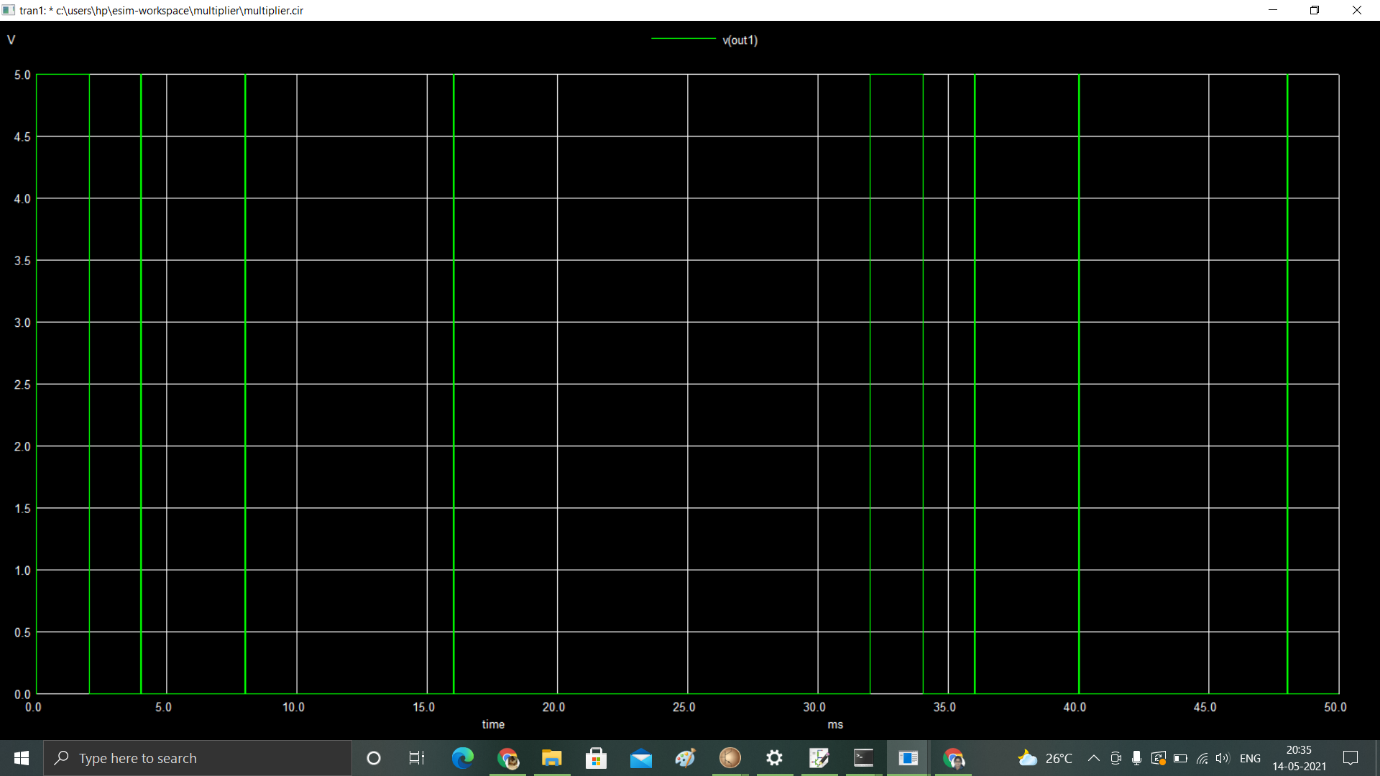 tran1: * c:\users\hp\esim-workspace\multiplier\multiplier.cir
V
v(out1)
5.0
4.5
4.0
3.5
3.0
2.5
2.0
1.5
1.0
0.5
0.0
0.0 5.0 10.0 15.0 20.0 25.0 30.0 35.0 40.0 45.0 50.0
time ms
Type here to search
26°C
ENG
20:35
14-05-2021